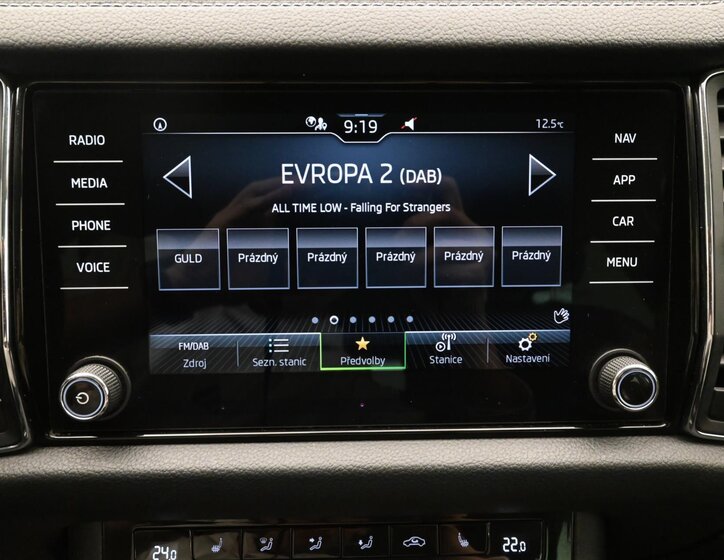 9:19
12.5°C
RADIO
MEDIA
PHONE
VOICE
EVROPA 2 (DAB)
ALL TIME LOW - Falling For Strangers
GULD
Prázdný
Prázdný
Prázdný
Prázdný
Prázdný
FM/DAB
Zdroj
Sezn. stanic
Předvolby
Stanice
Nastavení
NAV
APP
CAR
MENU
24.0
22.0